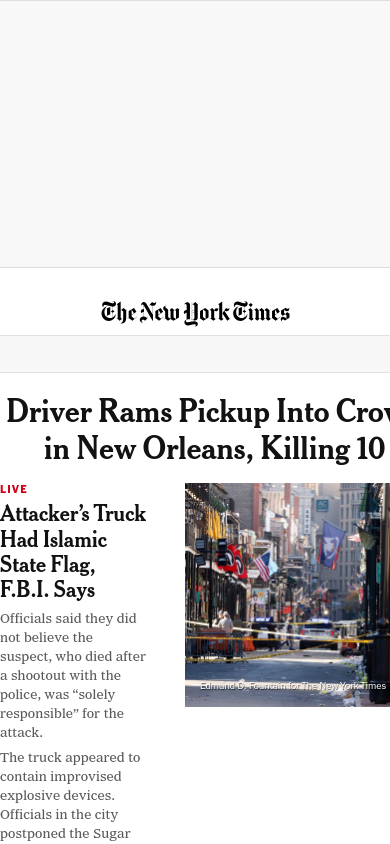 The New York Times
Driver Rams Pickup Into Crow
in New Orleans, Killing 10
LIVE
Attacker’s Truck
Had Islamic
State Flag,
F.B.I. Says
Officials said they did
not believe the
suspect, who died after
a shootout with the
police, was “solely
responsible” for the
attack.
The truck appeared to
contain improvised
explosive devices.
Officials in the city
postponed the Sugar
Edmund D. Fountain for The New York Times